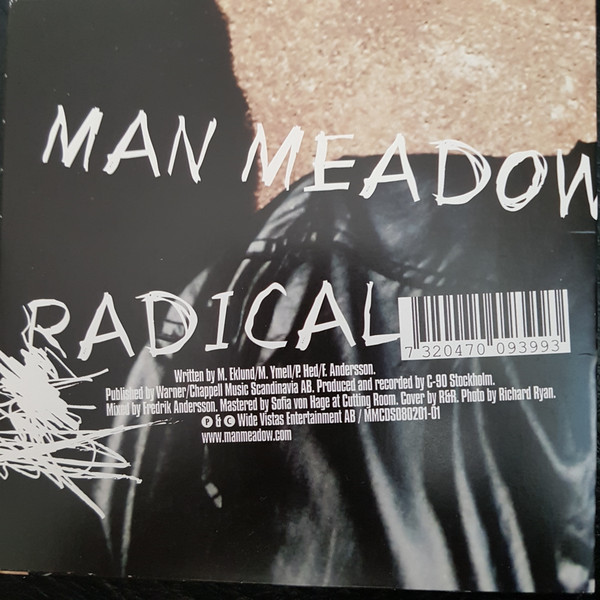 MAN MEADOW
RADICAL
7 320470 093993
Written by M. Eklund/M. Ymell/P. Hed/E. Andersson.
Published by Warner/Chappell Music Scandinavia AB. Produced and recorded by C-90 Stockholm.
Mixed by Fredrik Andersson. Mastered by Sofia von Hage at Cutting Room. Cover by R&R. Photo by Richard Ryan.
Ⓟ & © Wide Vistas Entertainment AB / MMCDS080201-01
www.manmeadow.com